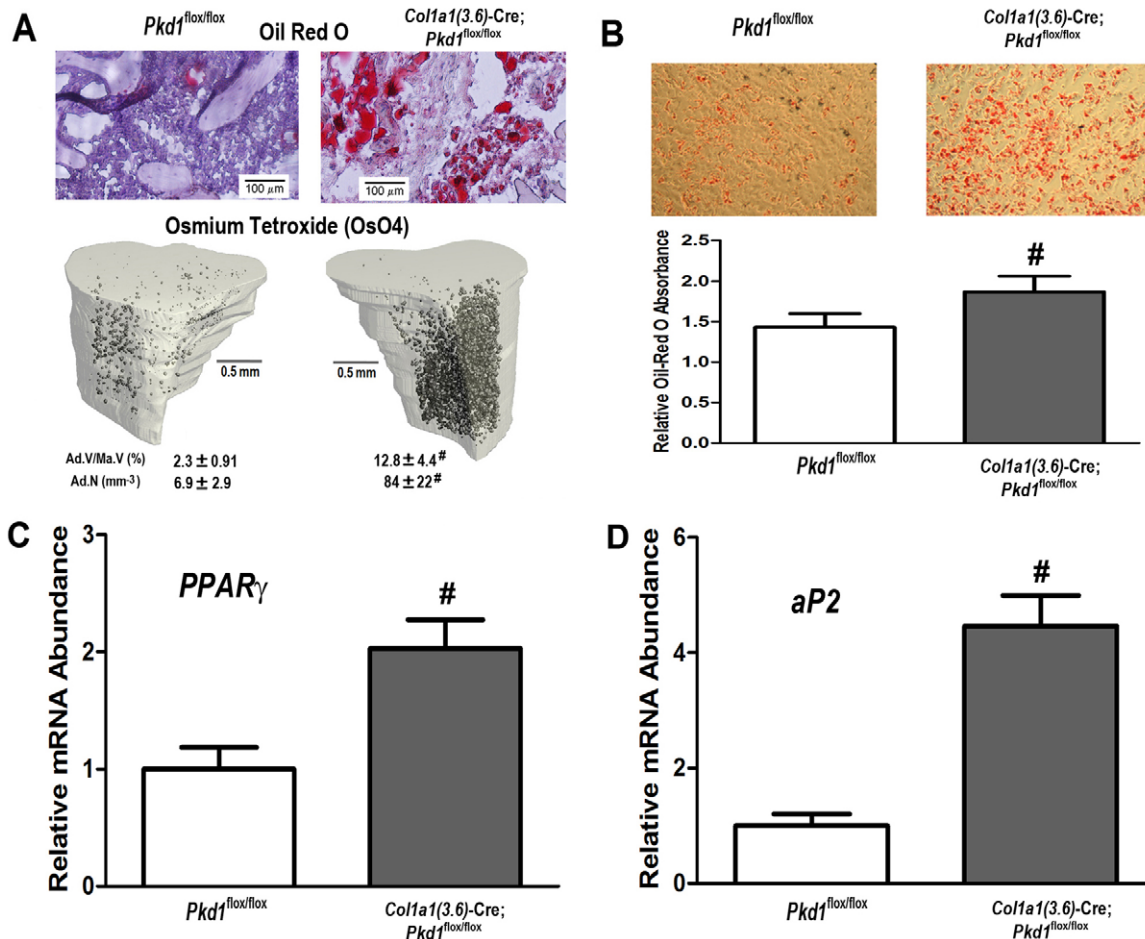 A
Pkd1flox/flox
Oil Red O
Col1a1(3.6)-Cre;
Pkd1flox/flox
100 μm
100 μm
Osmium Tetroxide (OsO4)
0.5 mm
0.5 mm
Ad.V/Ma.V (%) 2.3 ± 0.91 12.8 ± 4.4#
Ad.N (mm-3) 6.9 ± 2.9 84 ± 22#
B
Pkd1flox/flox
Col1a1(3.6)-Cre;
Pkd1flox/flox
Relative Oil-Red O Absorbance
2.5
2.0
1.5
1.0
0.5
0.0
#
Pkd1flox/flox
Col1a1(3.6)-Cre;
Pkd1flox/flox
C
Relative mRNA Abundance
3
2
1
0
PPARγ
#
Pkd1flox/flox
Col1a1(3.6)-Cre;
Pkd1flox/flox
D
Relative mRNA Abundance
6
4
2
0
aP2
#
Pkd1flox/flox
Col1a1(3.6)-Cre;
Pkd1flox/flox